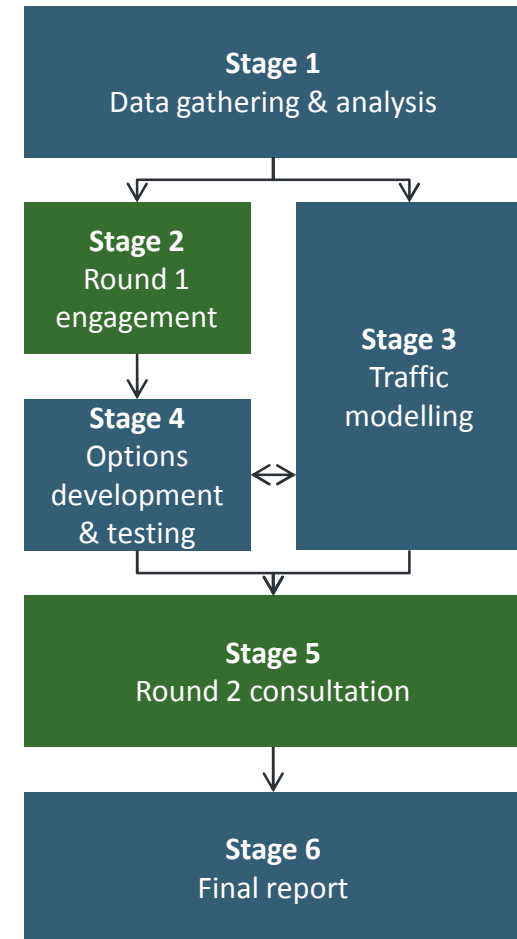 Stage 1
Data gathering & analysis
Stage 2
Round 1
engagement
Stage 3
Traffic
modelling
Stage 4
Options
development
& testing
Stage 5
Round 2 consultation
Stage 6
Final report